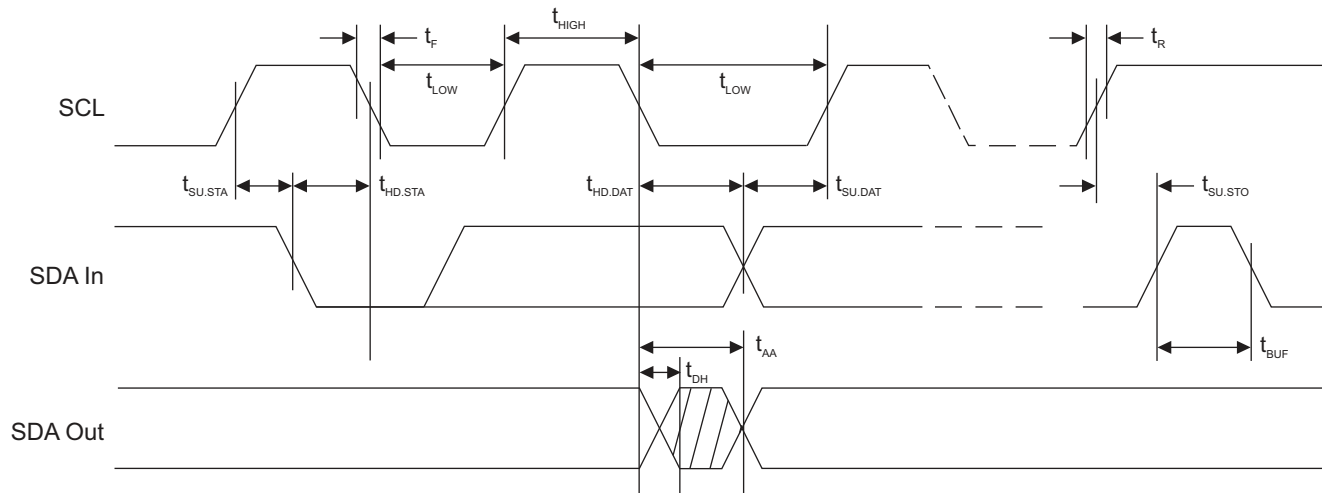 t_HIGH
t_F
t_R
t_LOW
t_LOW
SCL
t_SU.STA
t_HD.STA
t_HD.DAT
t_SU.DAT
t_SU.STO
SDA In
t_AA
t_BUF
t_DH
SDA Out